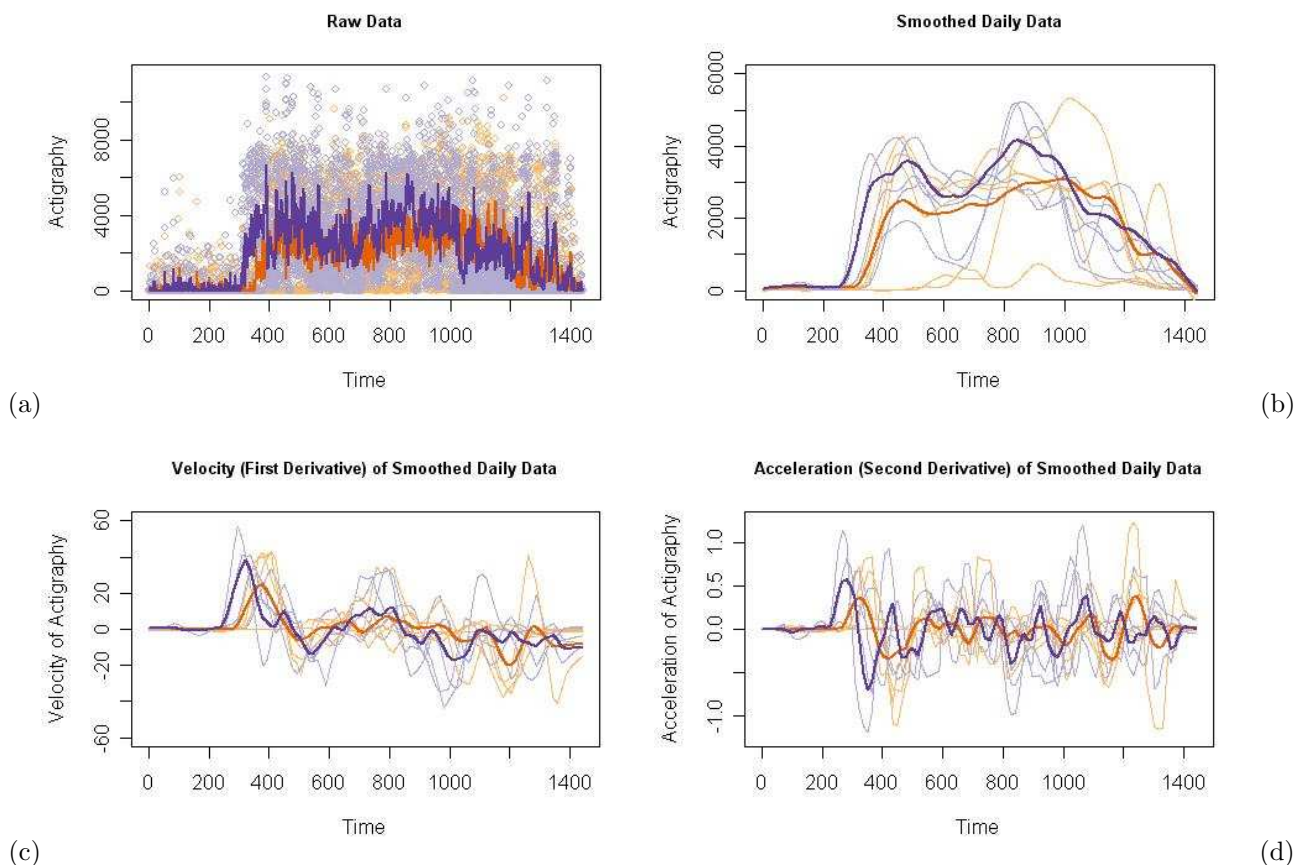 Raw Data
Actigraphy
0 4000 8000
0 200 400 600 800 1000 1400
Time
(a)
Smoothed Daily Data
Actigraphy
0 2000 4000 6000
0 200 400 600 800 1000 1400
Time
(b)
Velocity (First Derivative) of Smoothed Daily Data
Velocity of Actigraphy
-60 -20 0 20 60
0 200 400 600 800 1000 1400
Time
(c)
Acceleration (Second Derivative) of Smoothed Daily Data
Acceleration of Actigraphy
-1.0 0.0 0.5 1.0
0 200 400 600 800 1000 1400
Time
(d)